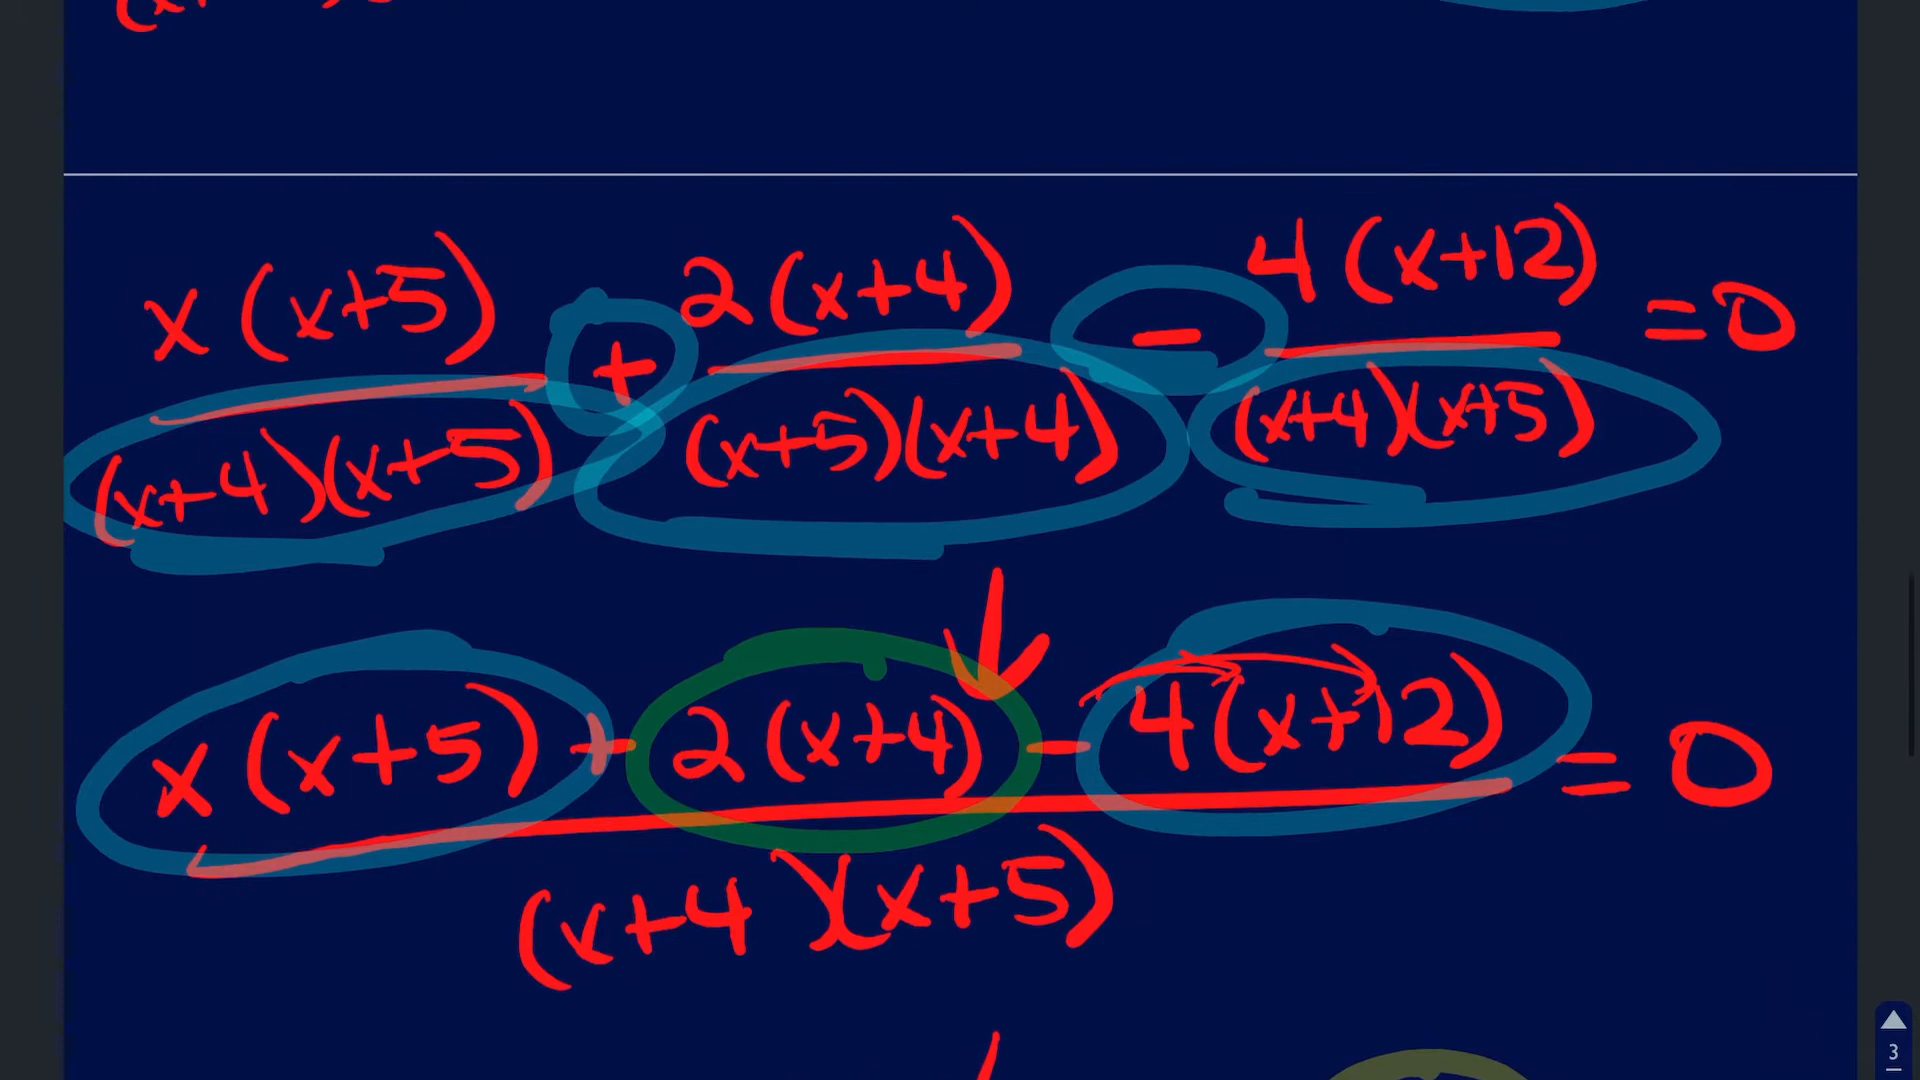 x(x+5) + 2(x+4) - 4(x+12) =0
(x+4)(x+5) (x+5)(x+4) (x+4)(x+5)
x(x+5) + 2(x+4) - 4(x+12) = 0
(x+4)(x+5)
3